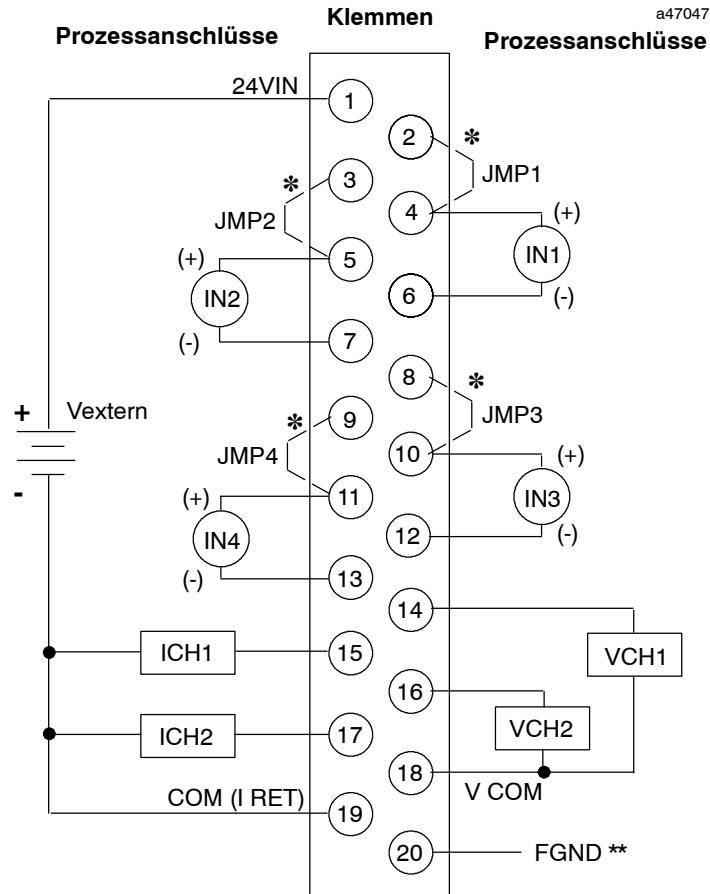 Klemmen
a47047
Prozessanschlüsse
Prozessanschlüsse
24VIN
1
2
*
JMP1
3
*
JMP2
4
(+)
IN1
(-)
5
(+)
IN2
(-)
6
7
8
*
JMP3
+
Vextern
-
9
*
JMP4
10
(+)
IN3
(-)
11
(+)
IN4
(-)
12
13
14
VCH1
ICH1
15
16
VCH2
ICH2
17
18
V COM
COM (I RET)
19
20
FGND **